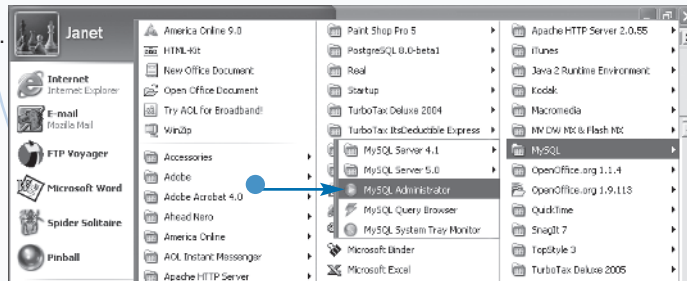 Janet
Internet
Internet Explorer
E-mail
Mozilla Mail
FTP Voyager
Microsoft Word
Spider Solitaire
Pinball
America Online 9.0
HTML-Kit
New Office Document
Open Office Document
Try AOL for Broadband!
WinZip
Accessories
Adobe
Adobe Acrobat 4.0
Ahead Nero
America Online
AOL Instant Messenger
Apache HTTP Server
Paint Shop Pro 5
PostgreSQL 8.0-beta1
Real
Startup
TurboTax Deluxe 2004
TurboTax ItsDeductible Express
MySQL Server 4.1
MySQL Server 5.0
MySQL Administrator
MySQL Query Browser
MySQL System Tray Monitor
Microsoft Binder
Microsoft Excel
Apache HTTP Server 2.0.55
iTunes
Java 2 Runtime Environment
Kodak
Macromedia
MV DW MX & Flash MX
MySQL
OpenOffice.org 1.1.4
OpenOffice.org 1.9.113
QuickTime
SnagIt 7
TopStyle 3
TurboTax Deluxe 2005